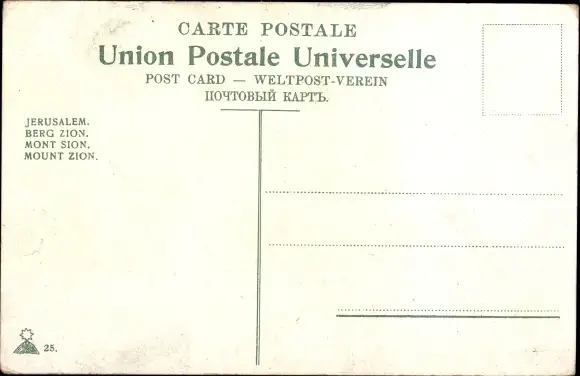 CARTE POSTALE
Union Postale Universelle
POST CARD — WELTPOST-VEREIN
ПОЧТОВЫЙ КАРТЪ.
JERUSALEM.
BERG ZION.
MONT SION.
MOUNT ZION.
25.